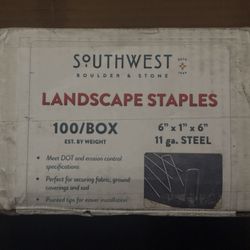 SOUTHWEST
BOULDER & STONE
LANDSCAPE STAPLES
100/BOX
EST. BY WEIGHT
6" x 1" x 6"
11 ga. STEEL
• Meet DOT and erosion control
specifications
• Perfect for securing fabric, ground
coverings and sod
• Pointed tips for easier installation